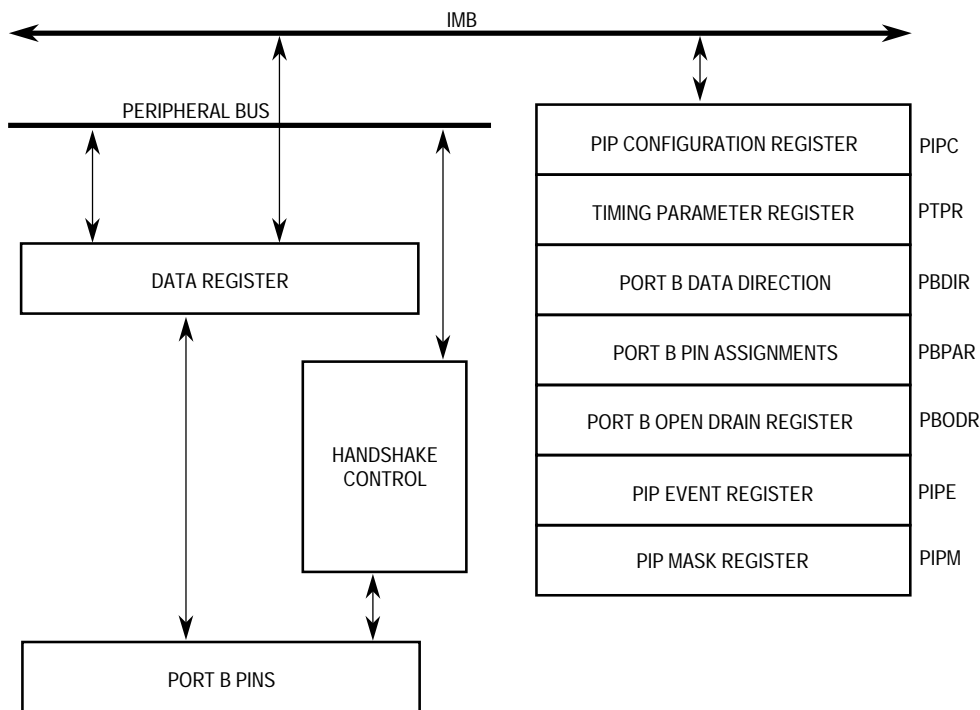 IMB
PERIPHERAL BUS
PIP CONFIGURATION REGISTER
PIPC
TIMING PARAMETER REGISTER
PTPR
DATA REGISTER
PORT B DATA DIRECTION
PBDIR
PORT B PIN ASSIGNMENTS
PBPAR
PORT B OPEN DRAIN REGISTER
PBODR
HANDSHAKE
CONTROL
PIP EVENT REGISTER
PIPE
PIP MASK REGISTER
PIPM
PORT B PINS